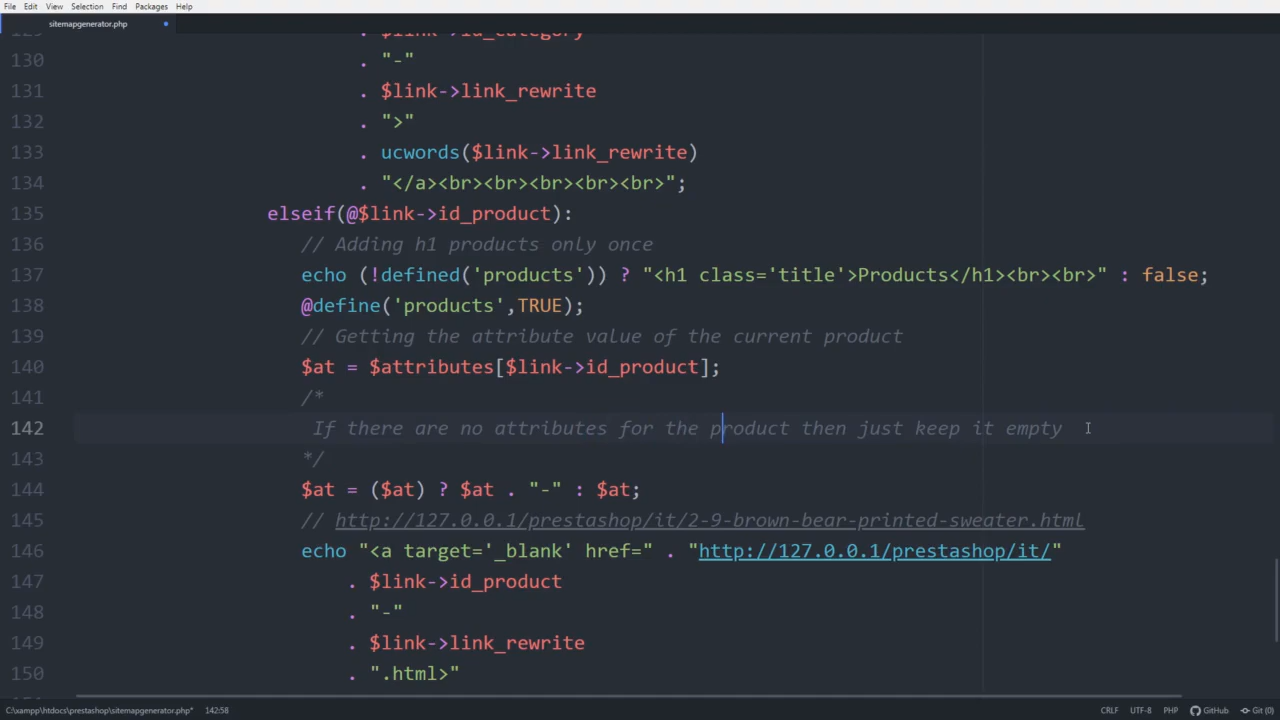 File Edit View Selection Find Packages Help
sitemapgenerator.php
129 . $link->id_category
130 . "-"
131 . $link->link_rewrite
132 . ">"
133 . ucwords($link->link_rewrite)
134 . "</a><br><br><br><br><br>";
135 elseif(@$link->id_product):
136 // Adding h1 products only once
137 echo (!defined('products')) ? "<h1 class='title'>Products</h1><br><br>" : false;
138 @define('products',TRUE);
139 // Getting the attribute value of the current product
140 $at = $attributes[$link->id_product];
141 /*
142 If there are no attributes for the product then just keep it empty
143 */
144 $at = ($at) ? $at . "-" : $at;
145 // http://127.0.0.1/prestashop/it/2-9-brown-bear-printed-sweater.html
146 echo "<a target='_blank' href=" . "http://127.0.0.1/prestashop/it/"
147 . $link->id_product
148 . "-"
149 . $link->link_rewrite
150 . ".html>"
C:\xampp\htdocs\prestashop\sitemapgenerator.php* 142:58 CRLF UTF-8 PHP GitHub Git (0)